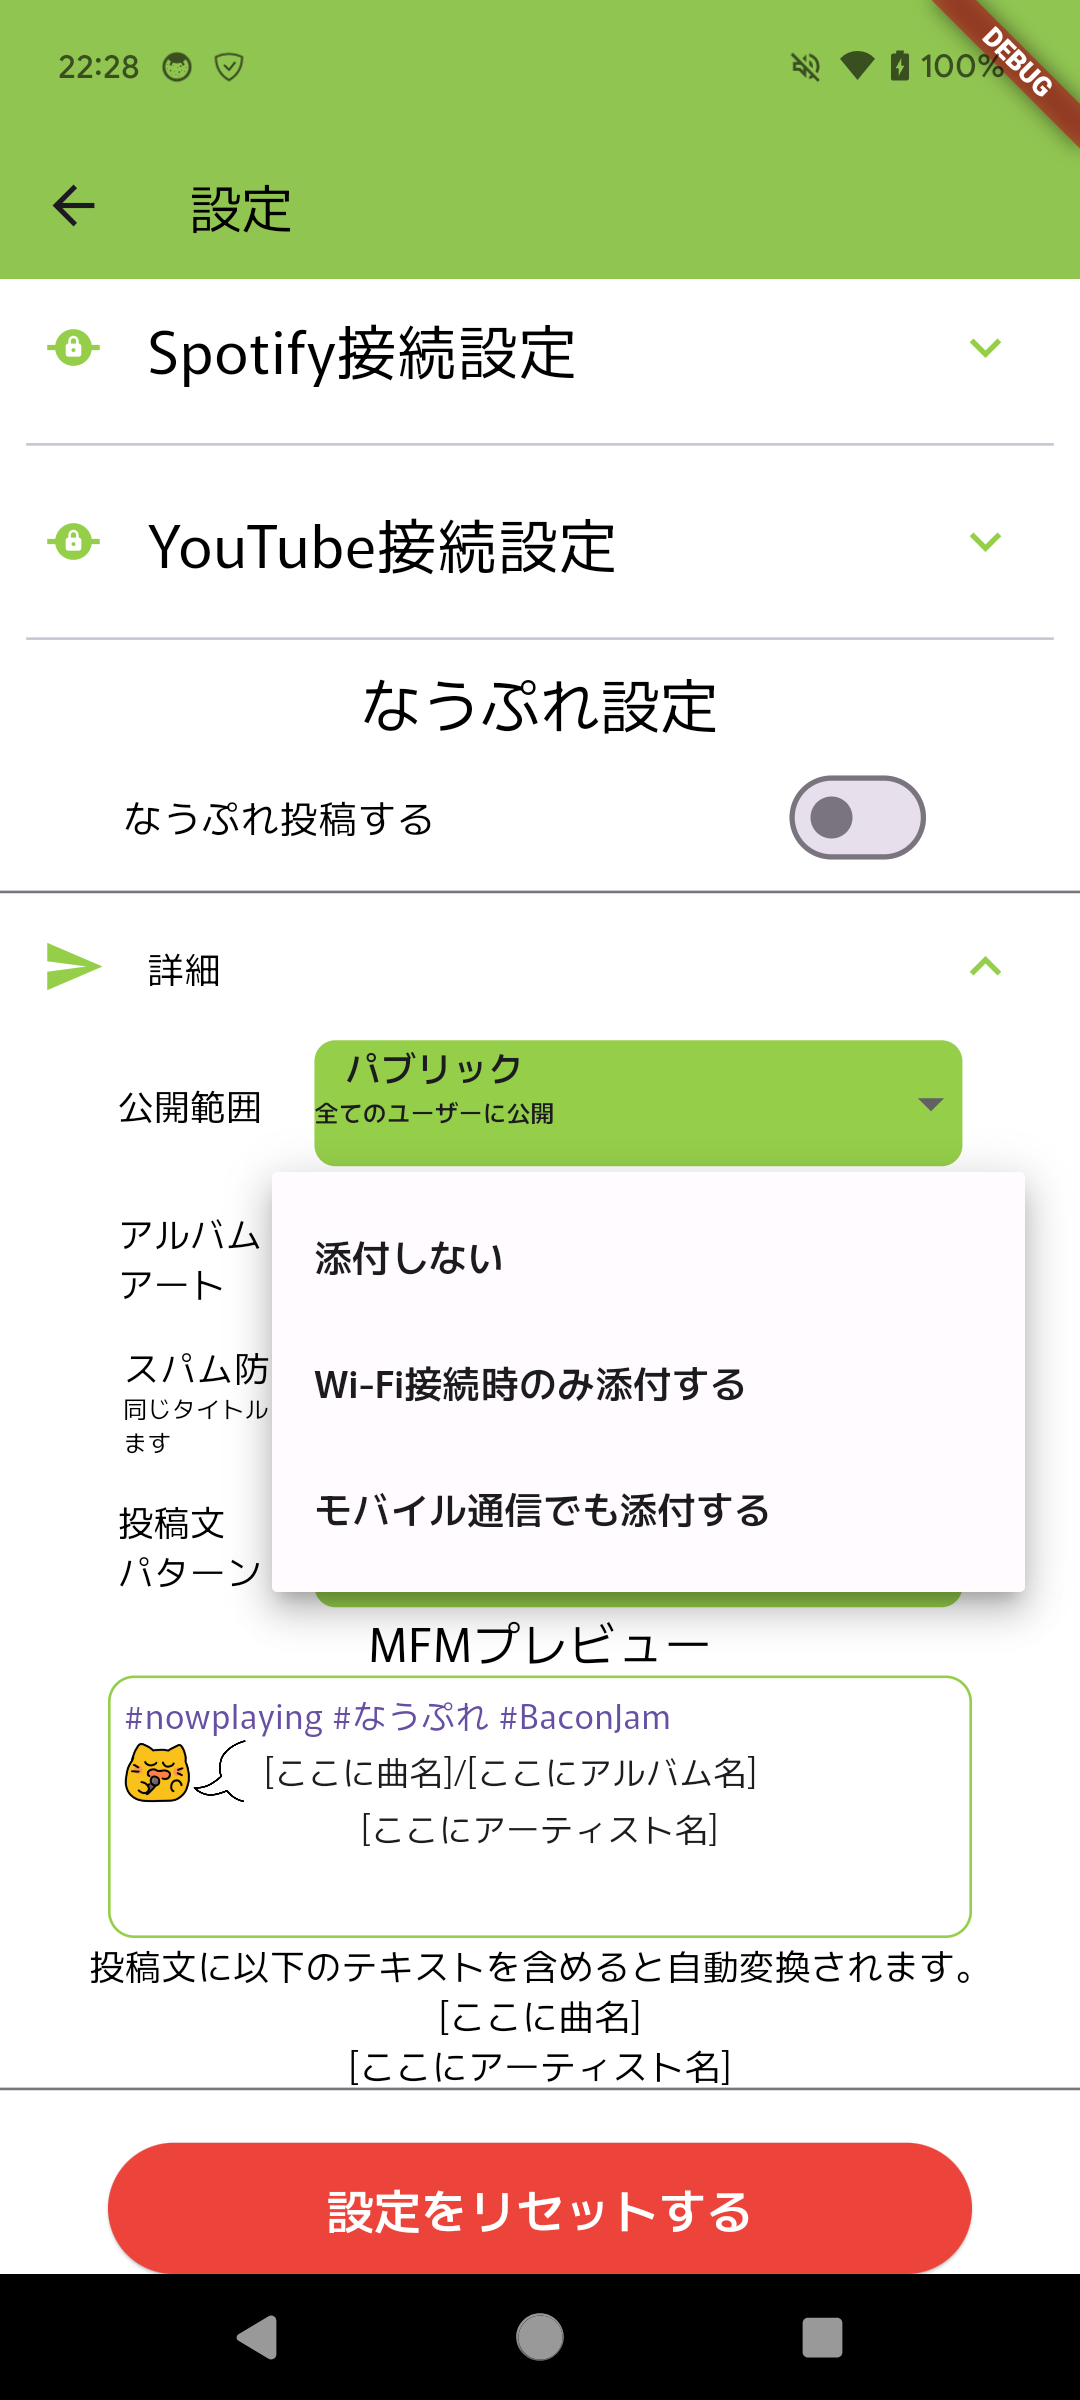 22:28
100%
DEBUG
設定
Spotify接続設定
YouTube接続設定
なうぷれ設定
なうぷれ投稿する
詳細
公開範囲
パブリック
全てのユーザーに公開
アルバム
アート
添付しない
Wi-Fi接続時のみ添付する
モバイル通信でも添付する
スパム防
同じタイトル
ます
投稿文
パターン
MFMプレビュー
#nowplaying #なうぷれ #BaconJam
[ここに曲名]/[ここにアルバム名]
[ここにアーティスト名]
投稿文に以下のテキストを含めると自動変換されます。
[ここに曲名]
[ここにアーティスト名]
設定をリセットする